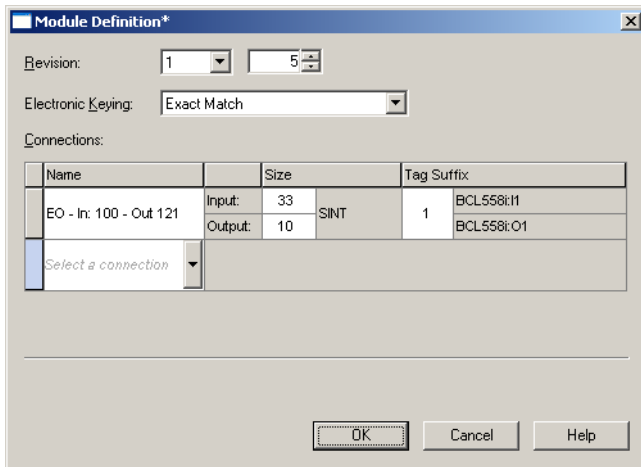 Module Definition*
Revision: 1 5
Electronic Keying: Exact Match
Connections:
Name Size Tag Suffix
EO - In: 100 - Out 121 Input: 33 SINT 1 BCL558i:I1
Output: 10 BCL558i:O1
Select a connection
OK Cancel Help